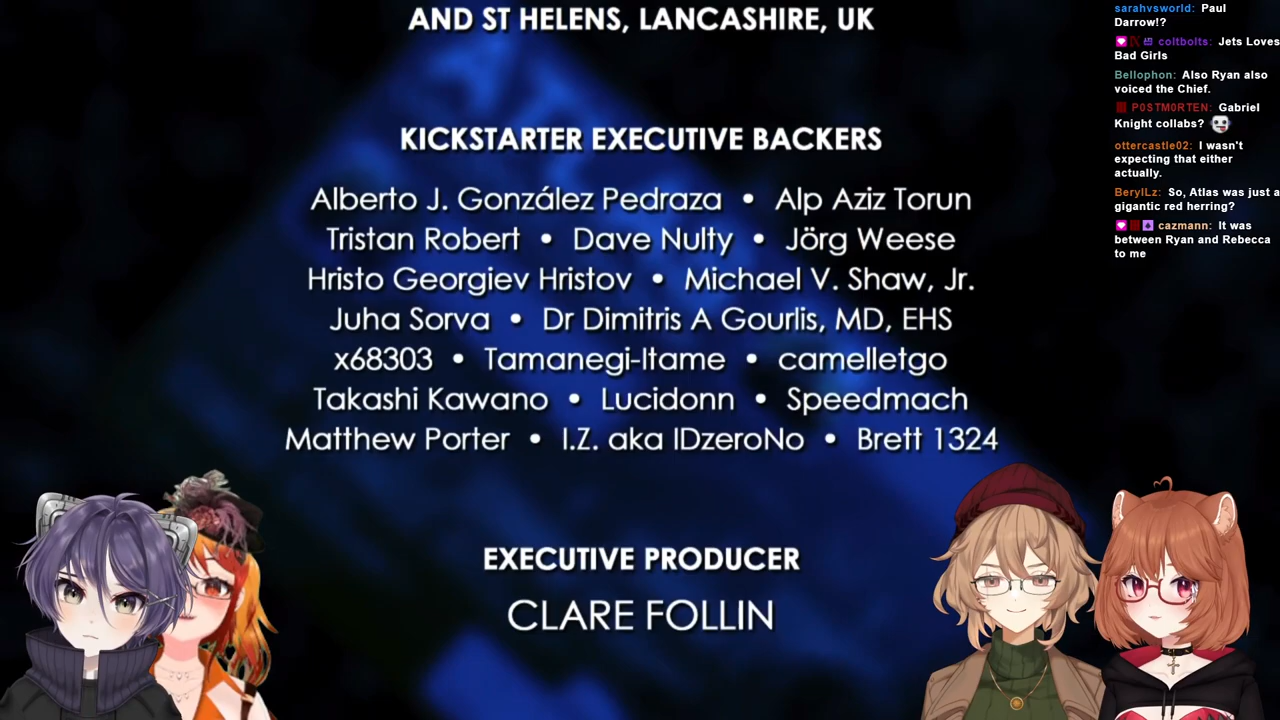 AND ST HELENS, LANCASHIRE, UK
KICKSTARTER EXECUTIVE BACKERS
Alberto J. González Pedraza • Alp Aziz Torun
Tristan Robert • Dave Nulty • Jörg Weese
Hristo Georgiev Hristov • Michael V. Shaw, Jr.
Juha Sorva • Dr Dimitris A Gourlis, MD, EHS
x68303 • Tamanegi-Itame • camelletgo
Takashi Kawano • Lucidonn • Speedmach
Matthew Porter • I.Z. aka IDzeroNo • Brett 1324
EXECUTIVE PRODUCER
CLARE FOLLIN
sarahvsworld: Paul
Darrow!?
coltbolts: Jets Loves
Bad Girls
Bellophon: Also Ryan also
voiced the Chief.
P0STM0RTEN: Gabriel
Knight collabs?
ottercastle02: I wasn't
expecting that either
actually.
BerylLz: So, Atlas was just a
gigantic red herring?
cazmann: It was
between Ryan and Rebecca
to me